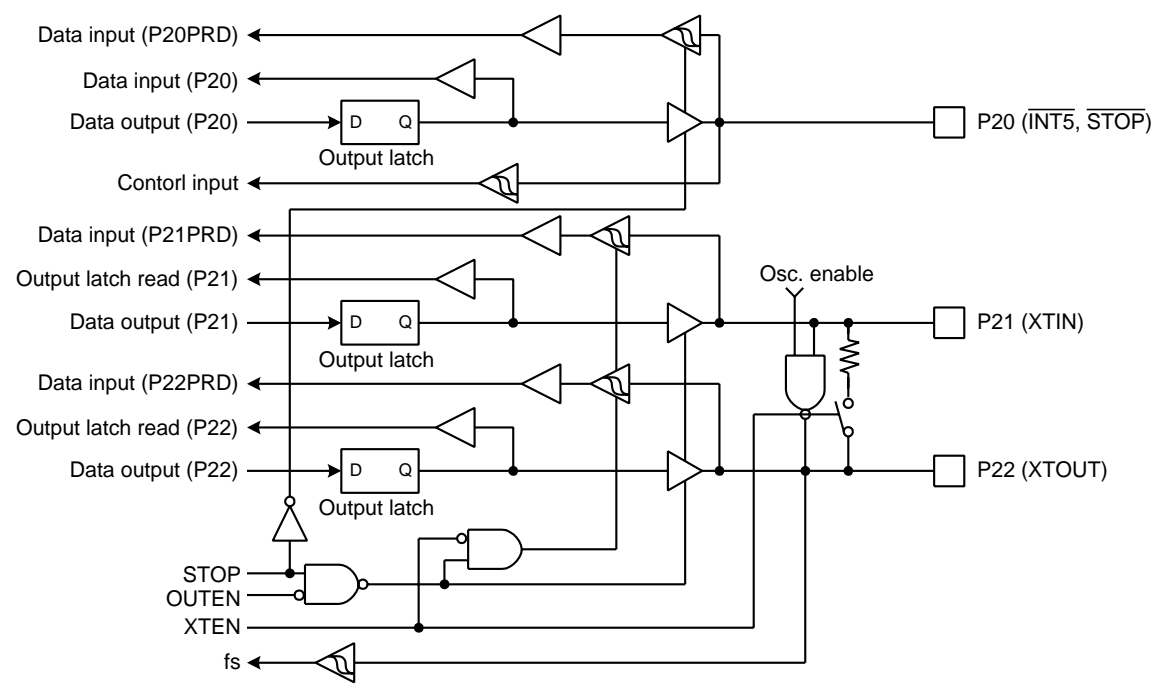 Data input (P20PRD)
Data input (P20)
Data output (P20)
D Q
Output latch
P20 (INT5, STOP)
Contorl input
Data input (P21PRD)
Output latch read (P21)
Osc. enable
Data output (P21)
D Q
P21 (XTIN)
Output latch
Data input (P22PRD)
Output latch read (P22)
Data output (P22)
D Q
P22 (XTOUT)
Output latch
STOP
OUTEN
XTEN
fs